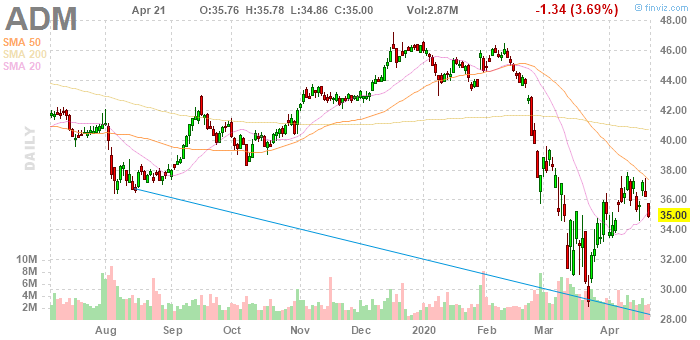 ADM Apr 21 O:35.76 H:35.78 L:34.86 C:35.00 Vol:2.87M -1.34 (3.69%) © finviz.com
SMA 50
SMA 200
SMA 20
DAILY
48.00
46.00
44.00
42.00
40.00
38.00
36.00
35.00
34.00
32.00
30.00
28.00
10M
8M
6M
4M
2M
Aug Sep Oct Nov Dec 2020 Feb Mar Apr